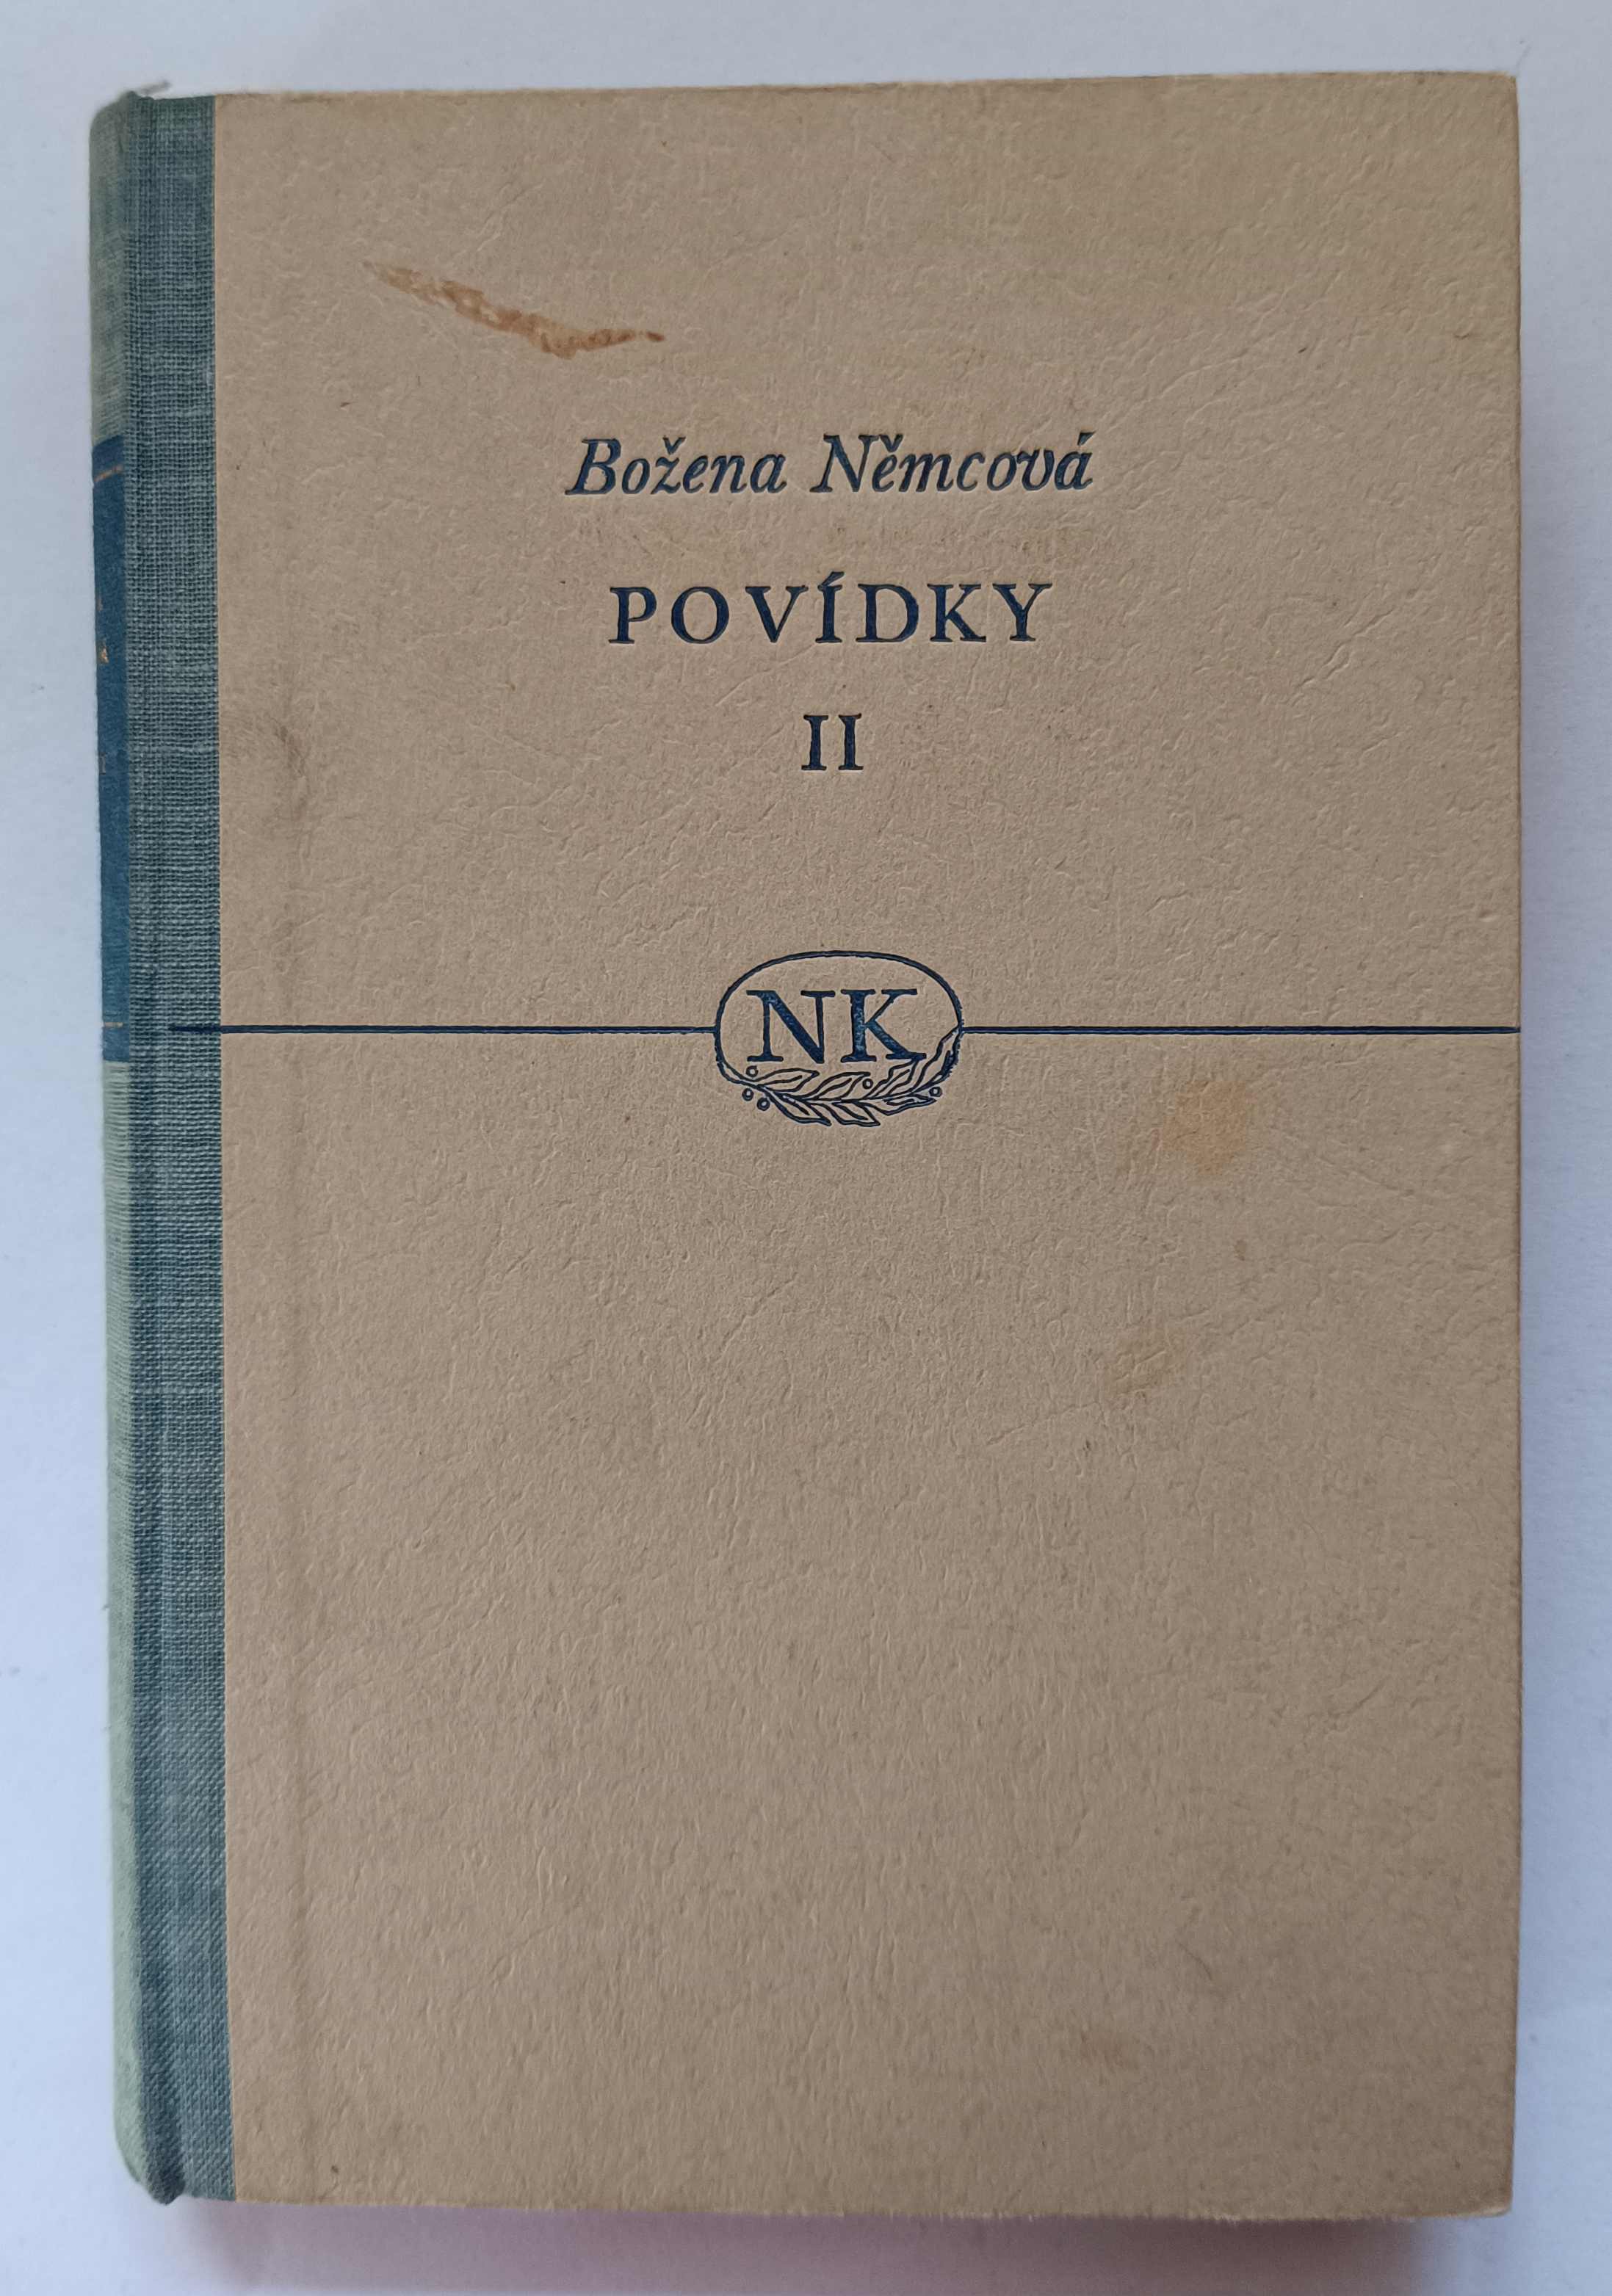 Božena Němcová
POVÍDKY
II
NK